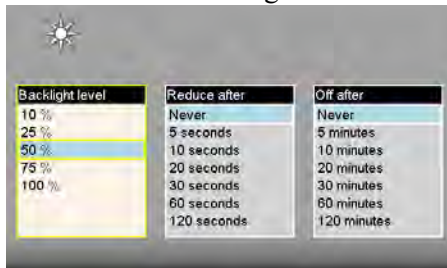 Backlight level
10 %
25 %
50 %
75 %
100 %
Reduce after
Never
5 seconds
10 seconds
20 seconds
30 seconds
60 seconds
120 seconds
Off after
Never
5 minutes
10 minutes
20 minutes
30 minutes
60 minutes
120 minutes